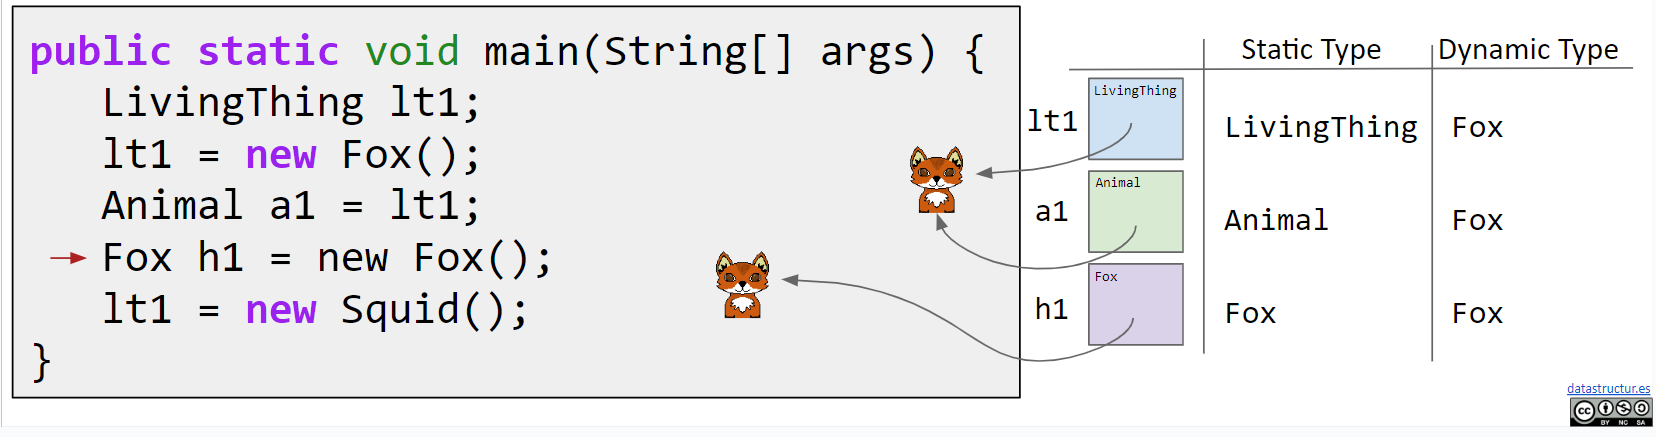 public static void main(String[] args) {
LivingThing lt1;
lt1 = new Fox();
Animal a1 = lt1;
Fox h1 = new Fox();
lt1 = new Squid();
}
Static Type Dynamic Type
lt1 LivingThing LivingThing Fox
a1 Animal Animal Fox
h1 Fox Fox Fox
datastructur.es
cc BY NC SA